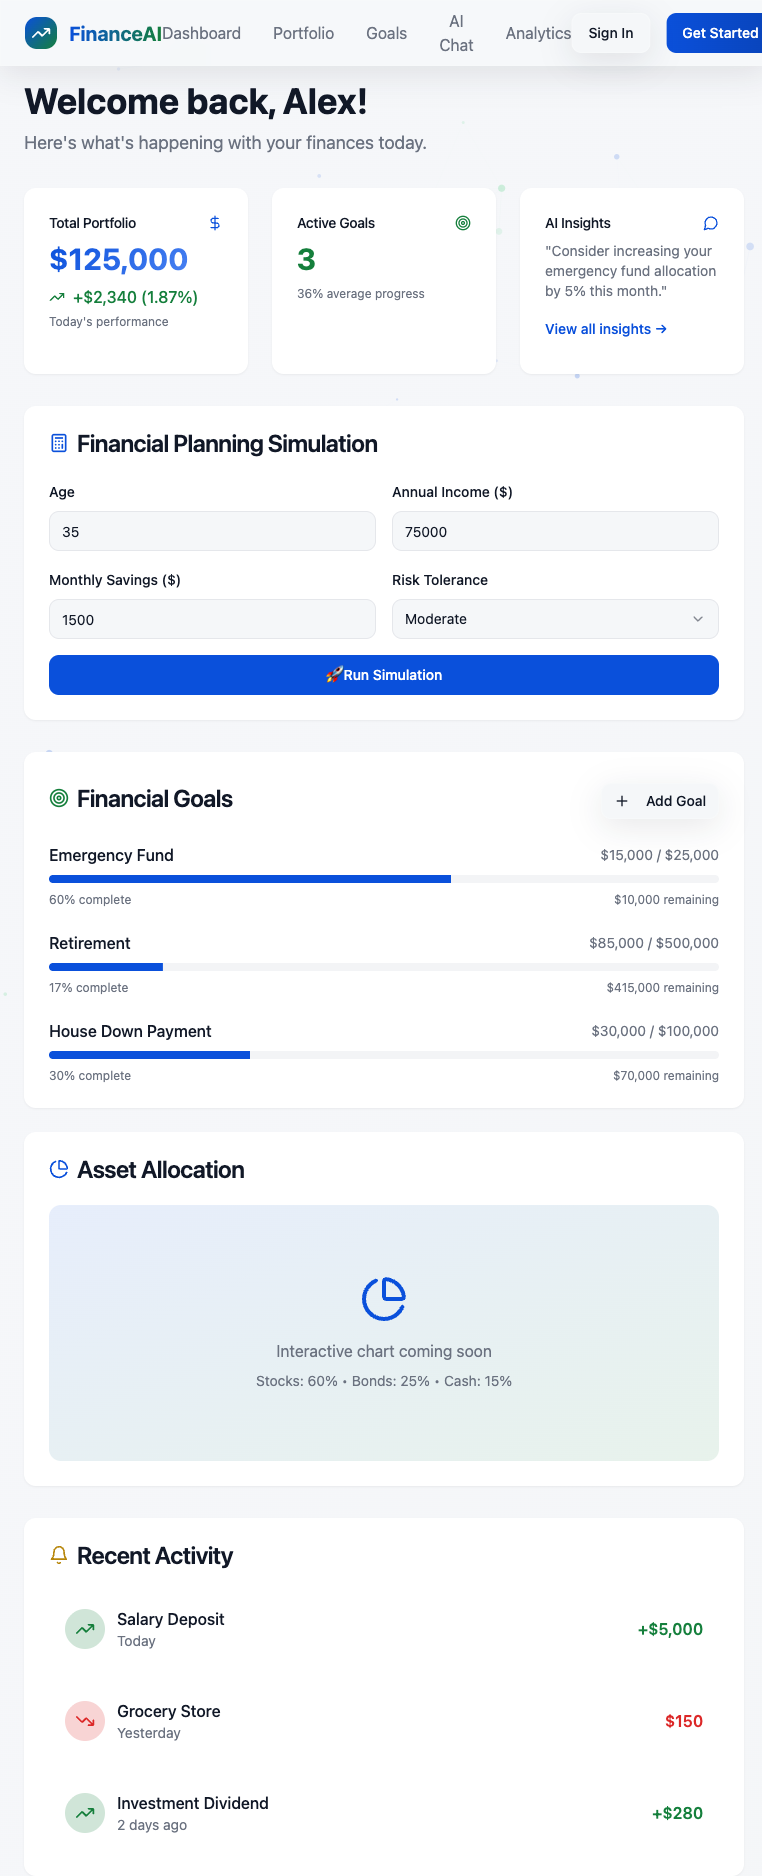 FinanceAI
Dashboard
Portfolio
Goals
AI
Chat
Analytics
Sign In
Get Started
Welcome back, Alex!
Here's what's happening with your finances today.
Total Portfolio
$125,000
+$2,340 (1.87%)
Today's performance
Active Goals
3
36% average progress
AI Insights
"Consider increasing your
emergency fund allocation
by 5% this month."
View all insights →
Financial Planning Simulation
Age
35
Annual Income ($)
75000
Monthly Savings ($)
1500
Risk Tolerance
Moderate
🚀Run Simulation
Financial Goals
+ Add Goal
Emergency Fund
$15,000 / $25,000
60% complete
$10,000 remaining
Retirement
$85,000 / $500,000
17% complete
$415,000 remaining
House Down Payment
$30,000 / $100,000
30% complete
$70,000 remaining
Asset Allocation
Interactive chart coming soon
Stocks: 60% • Bonds: 25% • Cash: 15%
Recent Activity
Salary Deposit
Today
+$5,000
Grocery Store
Yesterday
$150
Investment Dividend
2 days ago
+$280